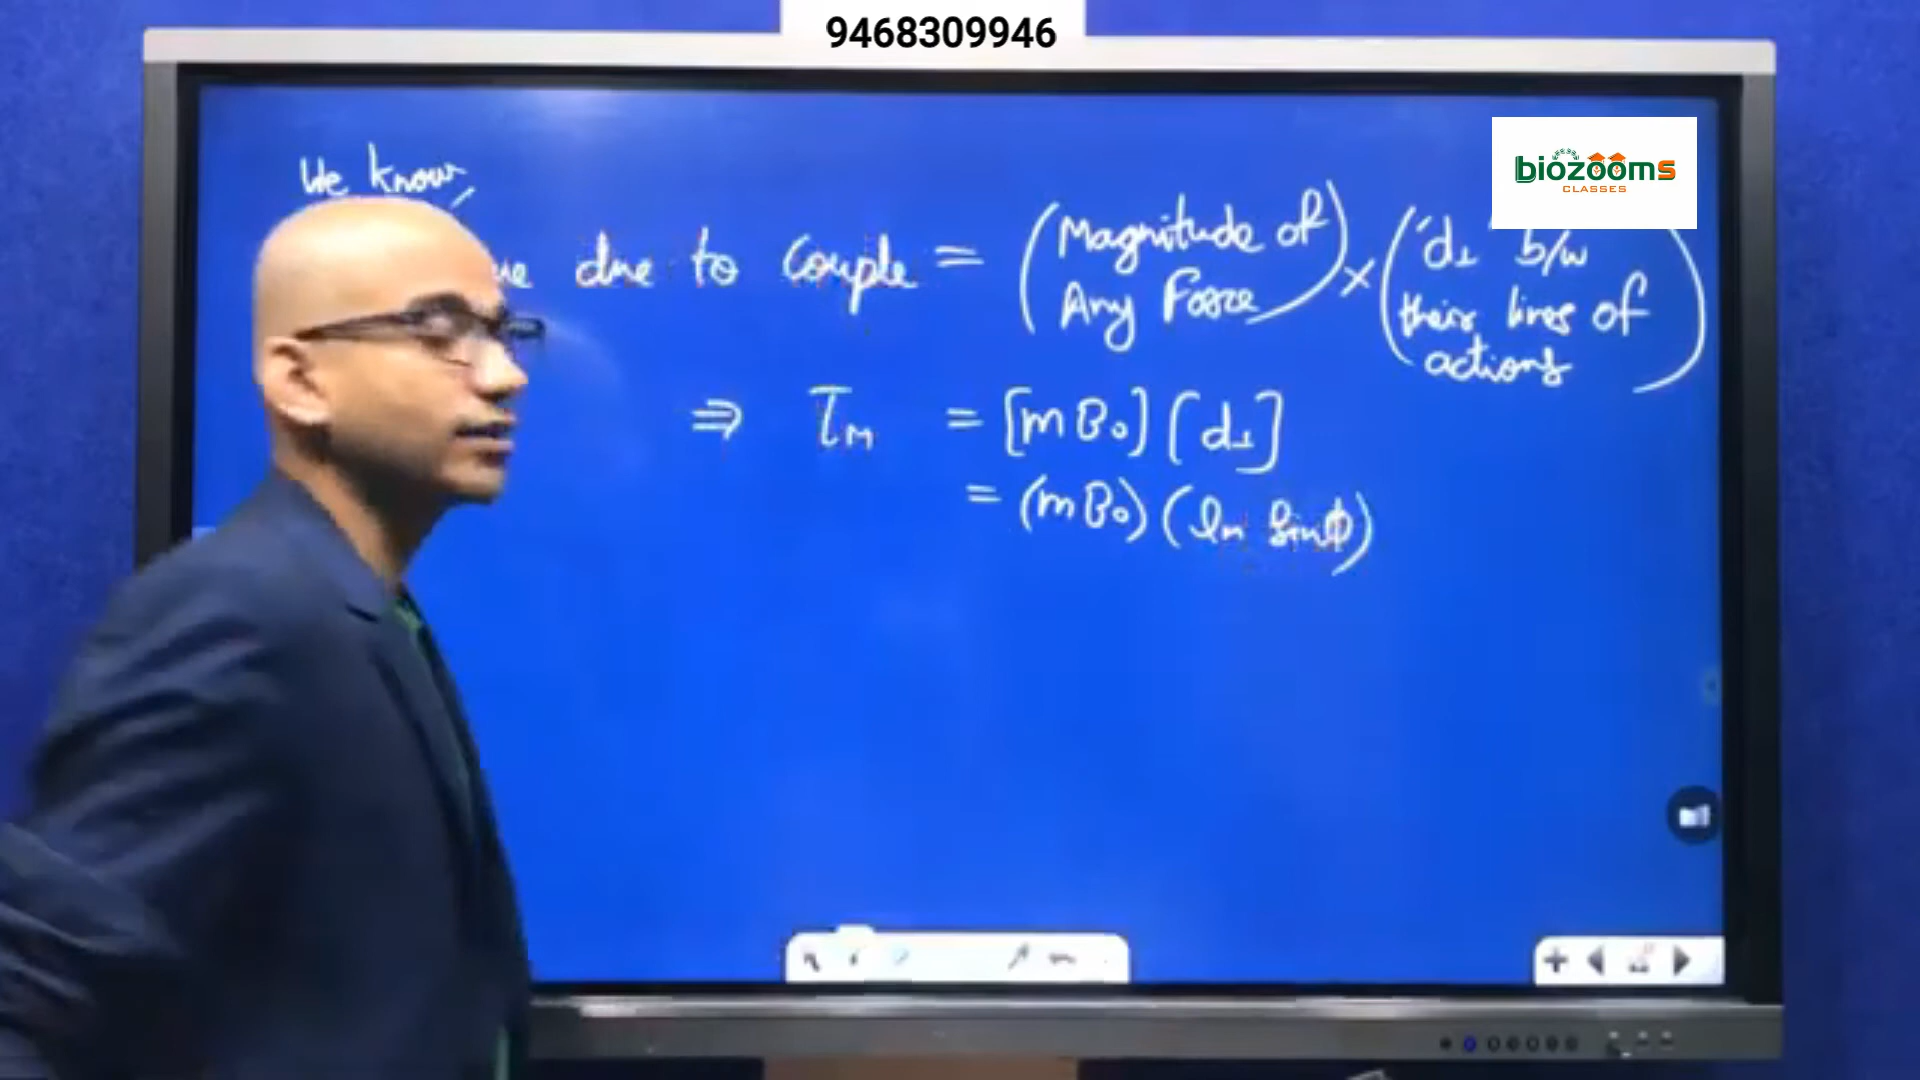 9468309946
biozooms
CLASSES
We know,
due to Couple = (Magnitude of Any Force) × (d⊥ b/w their lines of actions)
⇒ τM = [mB₀] [d⊥]
= (mB₀) (lm sinϕ)